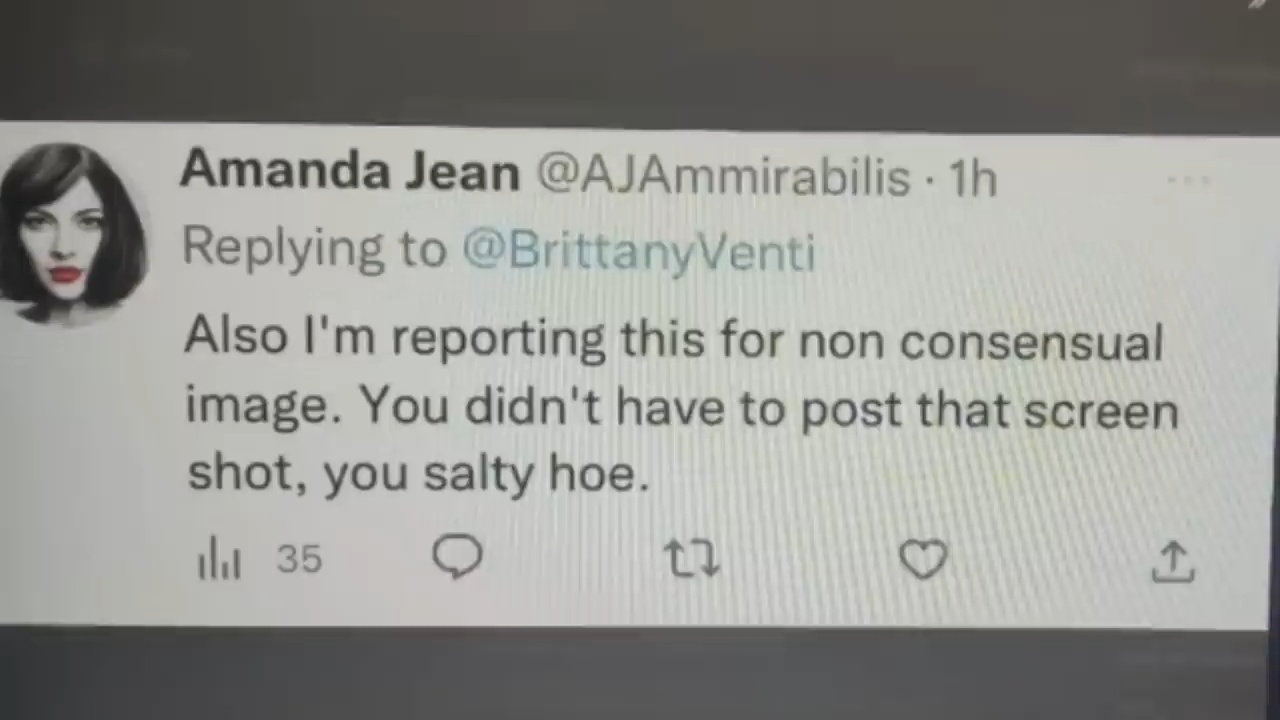 Amanda Jean @AJAmmirabilis · 1h
Replying to @BrittanyVenti
Also I'm reporting this for non consensual
image. You didn't have to post that screen
shot, you salty hoe.
35